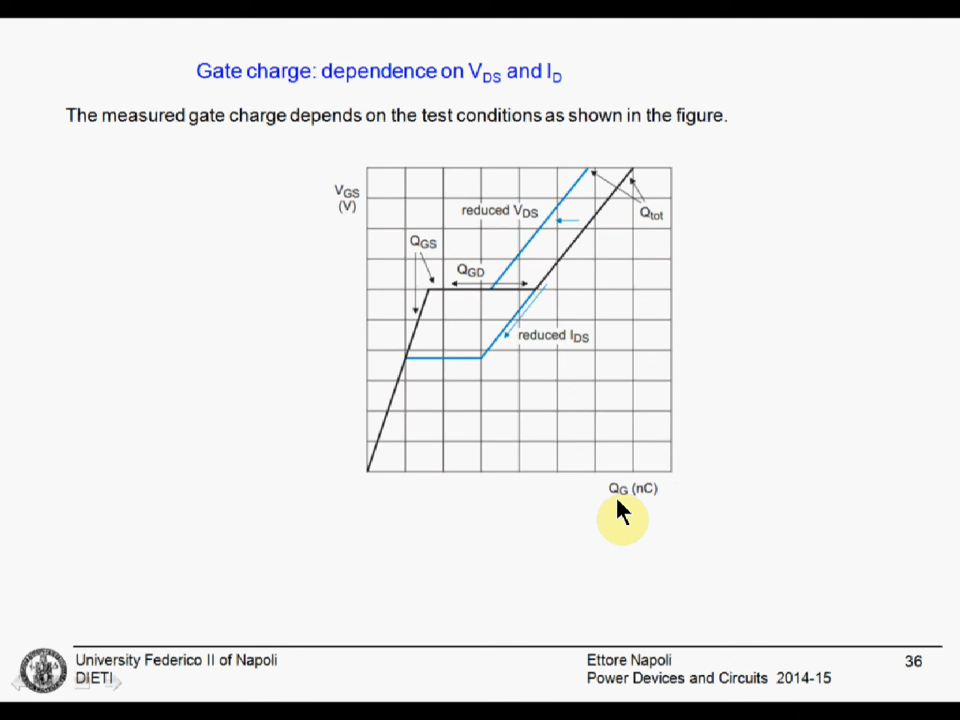 Gate charge: dependence on VDS and ID
The measured gate charge depends on the test conditions as shown in the figure.
VGS
(V)
reduced VDS
Qtot
QGS
QGD
reduced IDS
QG (nC)
University Federico II of Napoli
DIETI
Ettore Napoli
Power Devices and Circuits 2014-15
36